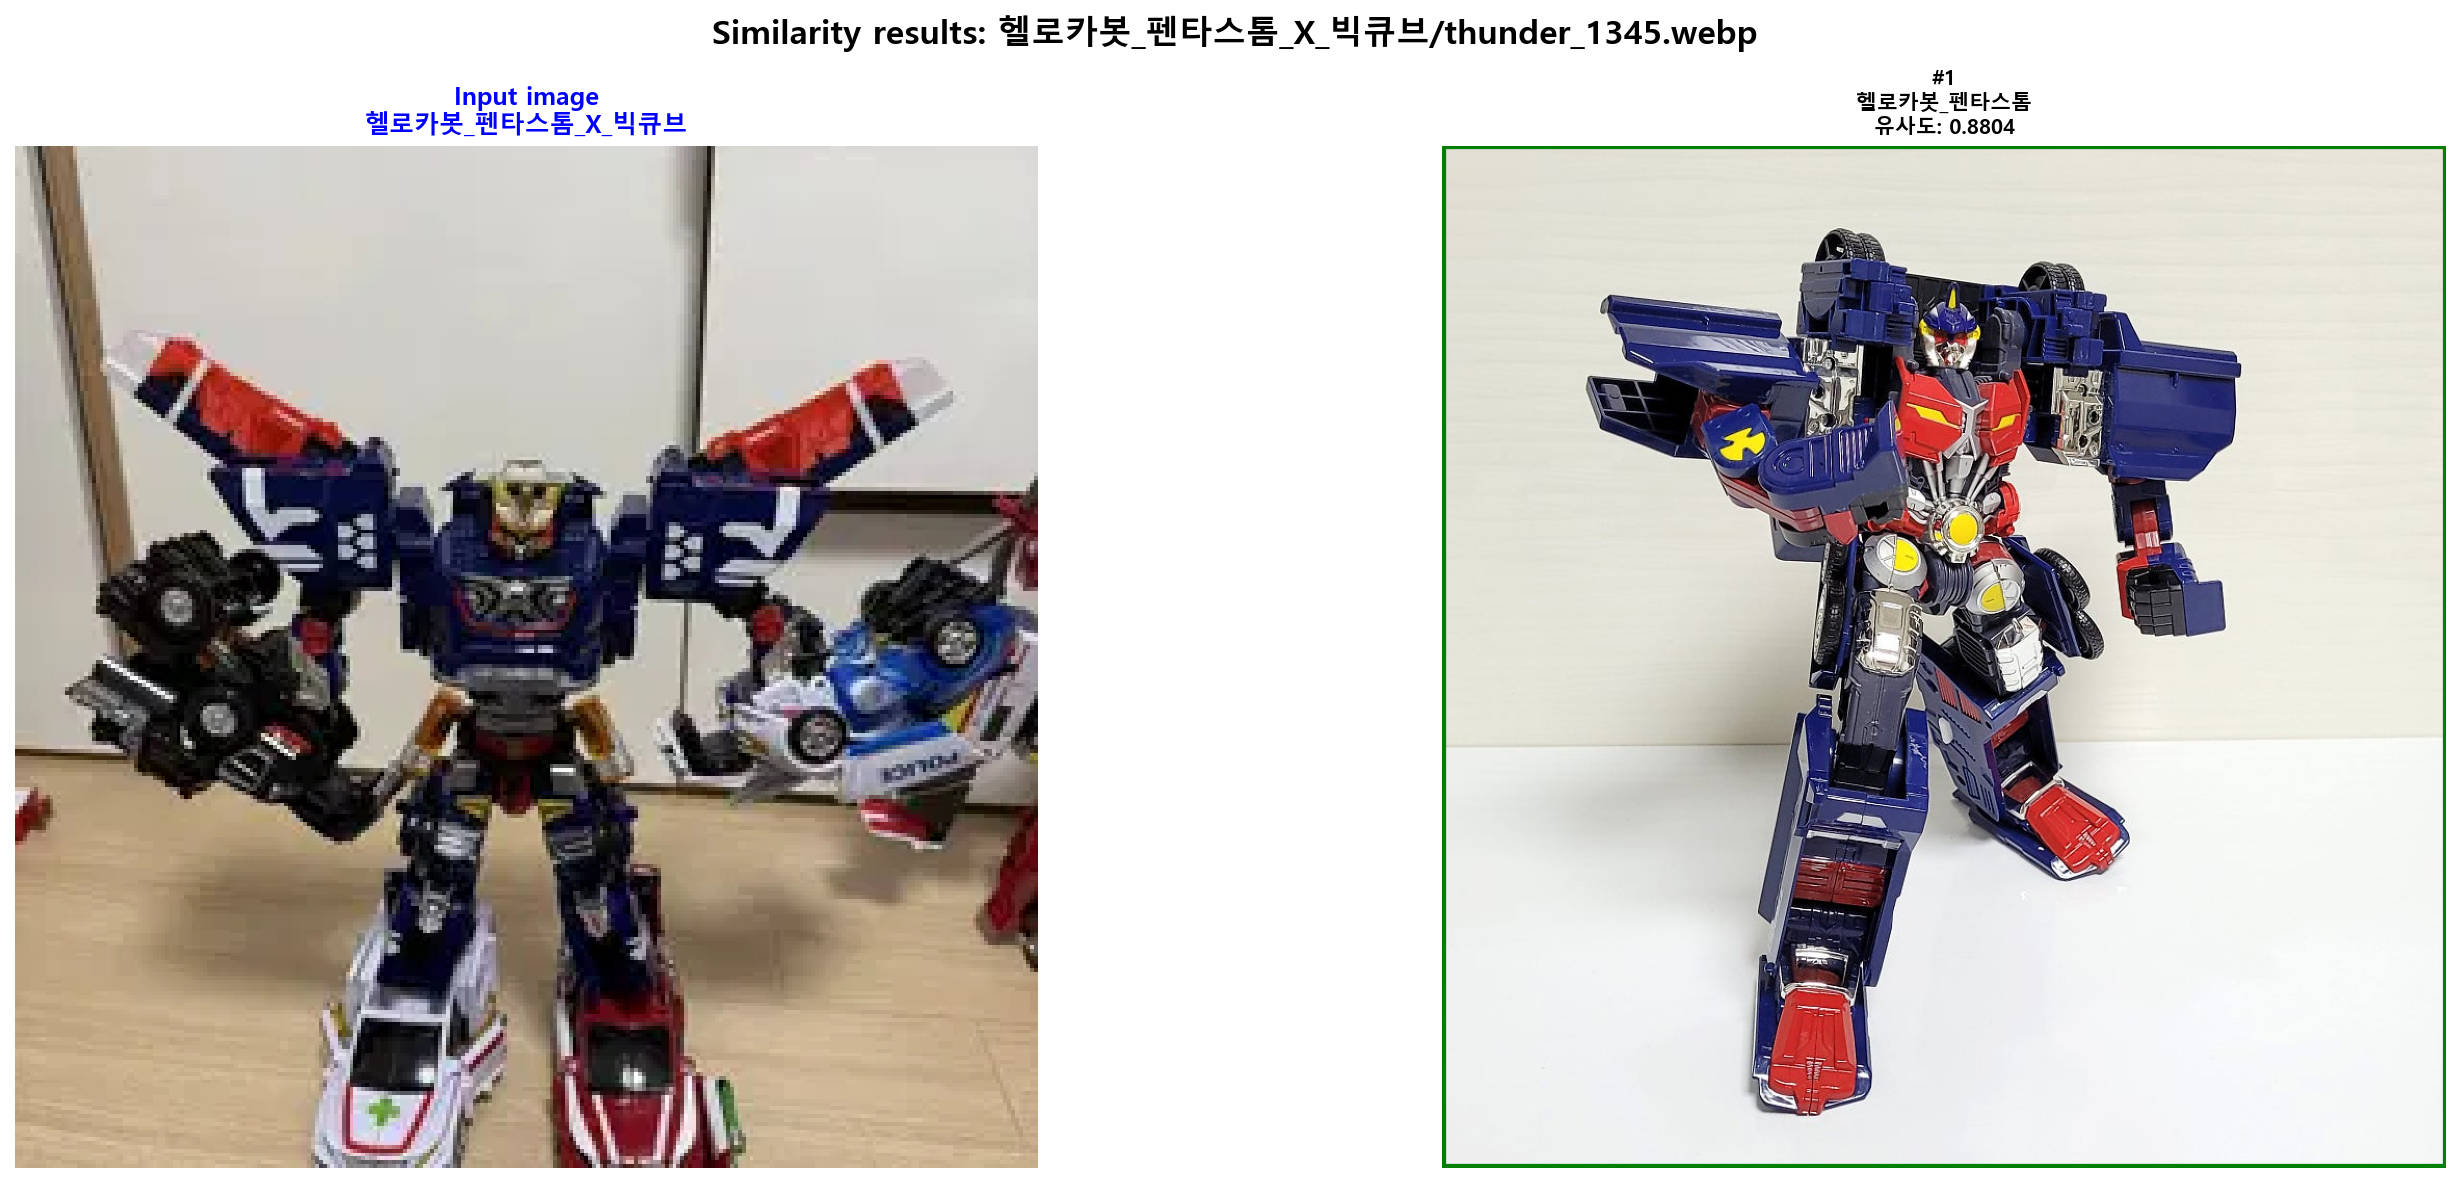 Similarity results: 헬로카봇_펜타스톰_X_빅큐브/thunder_1345.webp
Input image
헬로카봇_펜타스톰_X_빅큐브
#1
헬로카봇_펜타스톰
유사도: 0.8804
POLICE